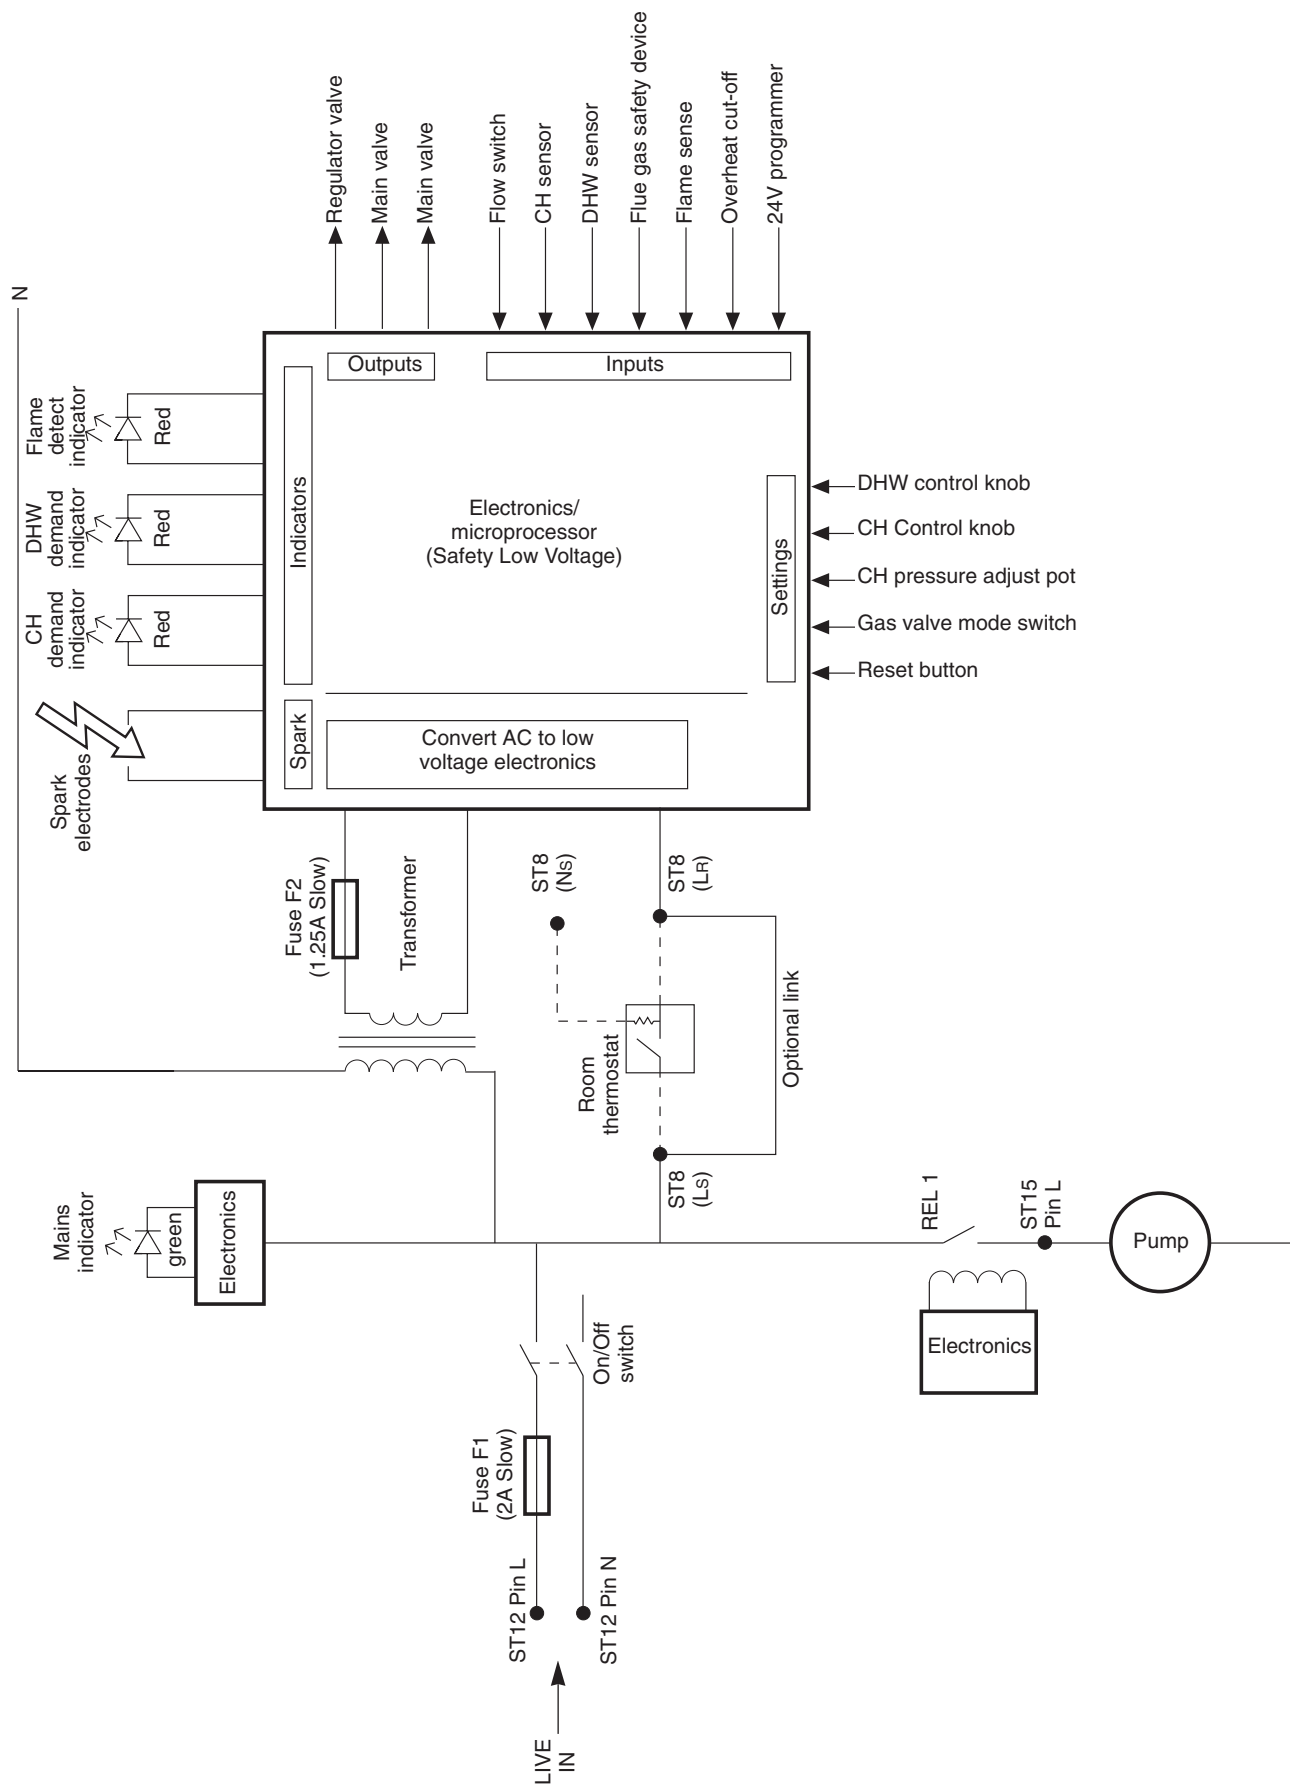 N
Regulator valve
Main valve
Main valve
Flow switch
CH sensor
DHW sensor
Flue gas safety device
Flame sense
Overheat cut-off
24V programmer
Flame
detect
indicator
Red
DHW
demand
indicator
Red
CH
demand
indicator
Red
Spark
electrodes
Outputs
Inputs
Indicators
Electronics/
microprocessor
(Safety Low Voltage)
Settings
DHW control knob
CH Control knob
CH pressure adjust pot
Gas valve mode switch
Reset button
Spark
Convert AC to low
voltage electronics
Fuse F2
(1.25A Slow)
Transformer
ST8
(NS)
ST8
(LR)
Room
thermostat
Optional link
ST8
(LS)
Mains
indicator
green
Electronics
REL 1
ST15
Pin L
Pump
Electronics
On/Off
switch
Fuse F1
(2A Slow)
ST12 Pin L
ST12 Pin N
LIVE
IN